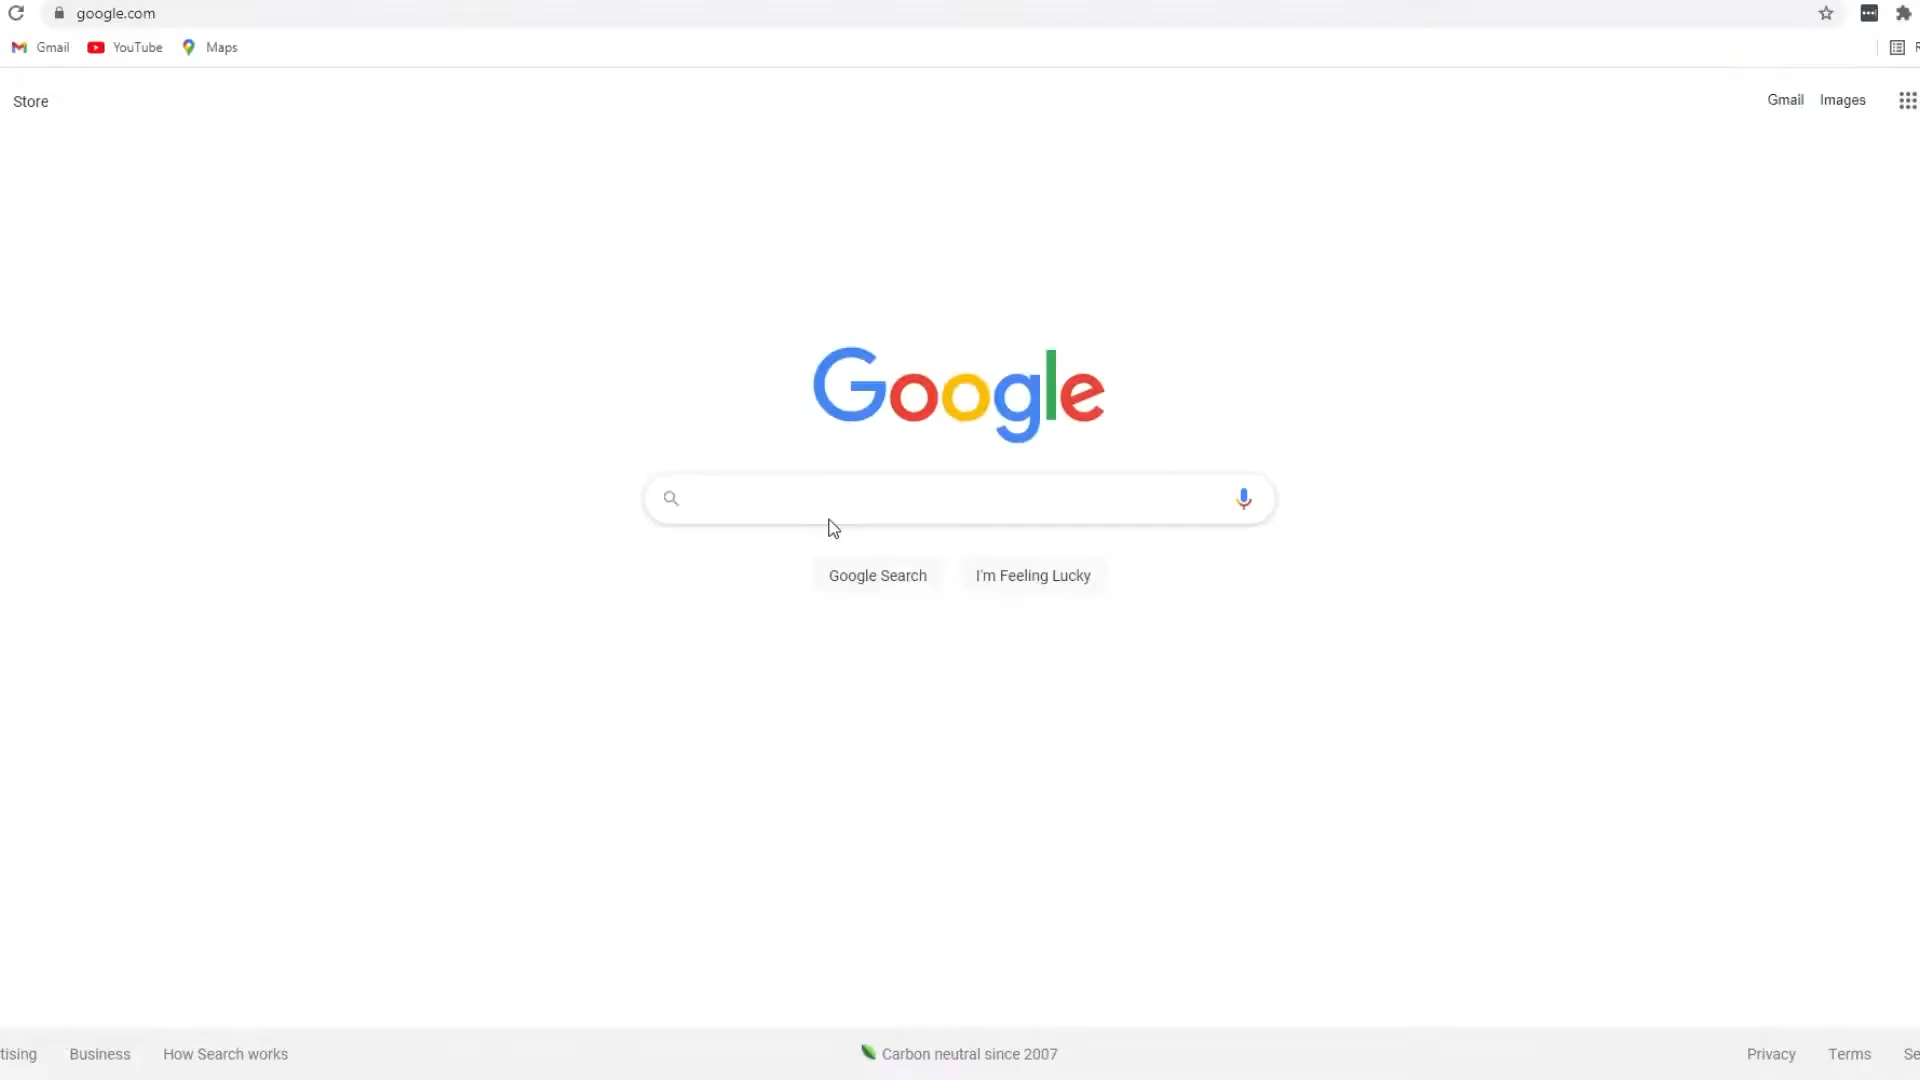 google.com
Gmail YouTube Maps
Store
Gmail Images
Google
Google Search I'm Feeling Lucky
tising Business How Search works Carbon neutral since 2007 Privacy Terms Se